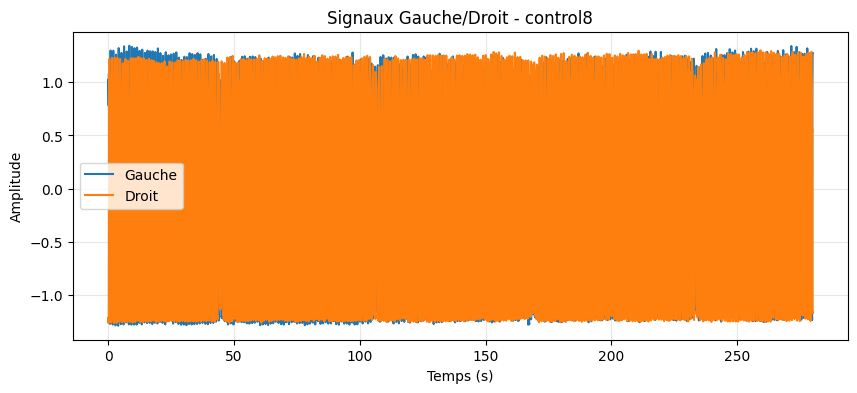 Signaux Gauche/Droit - control8
Amplitude
1.0
0.5
0.0
−0.5
−1.0
Gauche
Droit
0
50
100
150
200
250
Temps (s)